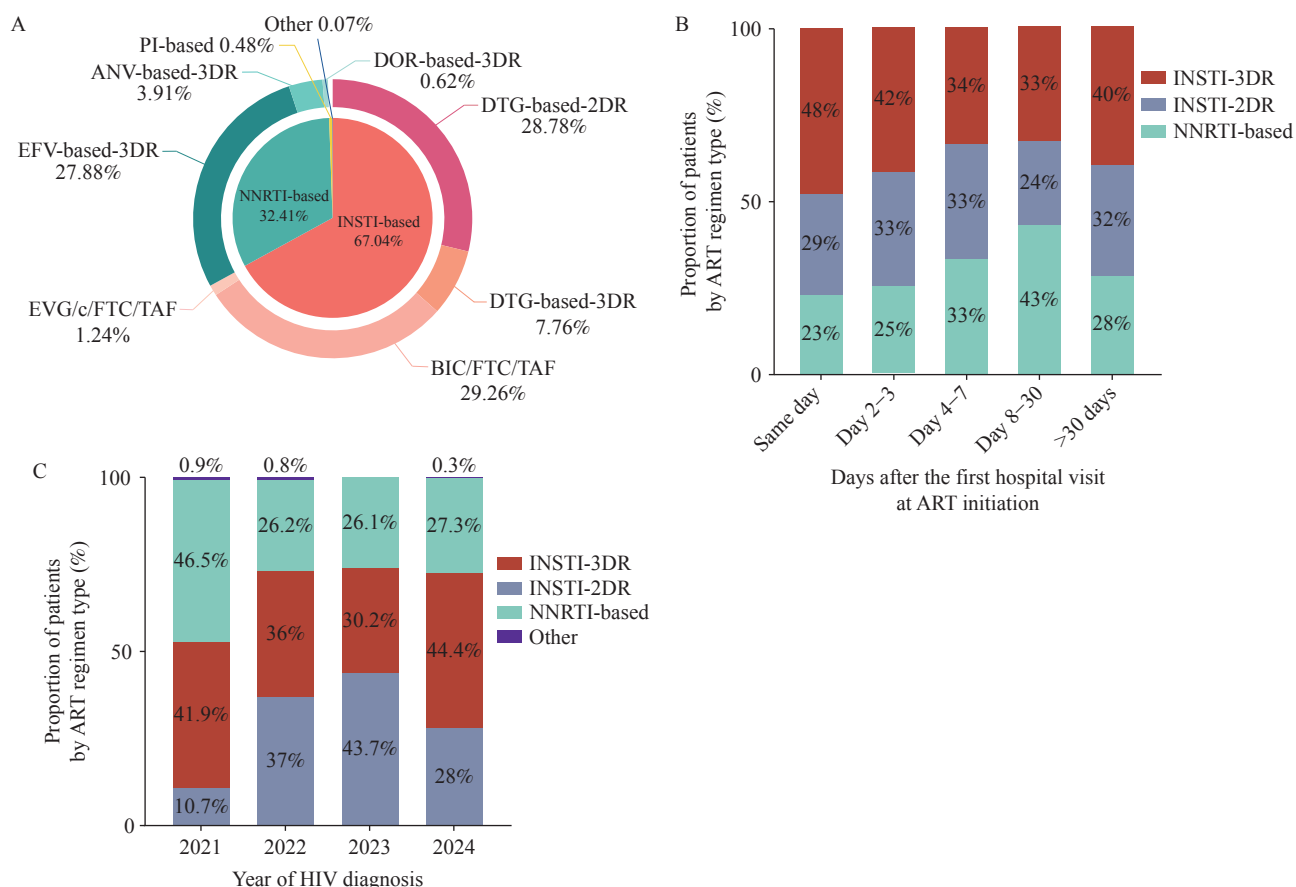 A
Other 0.07%
PI-based 0.48%
ANV-based-3DR
3.91%
DOR-based-3DR
0.62%
DTG-based-2DR
28.78%
EFV-based-3DR
27.88%
NNRTI-based
32.41%
INSTI-based
67.04%
EVG/c/FTC/TAF
1.24%
DTG-based-3DR
7.76%
BIC/FTC/TAF
29.26%
B
Proportion of patients
by ART regimen type (%)
100
50
0
48%
42%
34%
33%
40%
29%
33%
33%
24%
32%
23%
25%
33%
43%
28%
Same day
Day 2−3
Day 4−7
Day 8−30
>30 days
Days after the first hospital visit
at ART initiation
INSTI-3DR
INSTI-2DR
NNRTI-based
C
Proportion of patients
by ART regimen type (%)
100
50
0
0.9%
0.8%
0.3%
46.5%
26.2%
26.1%
27.3%
41.9%
36%
30.2%
44.4%
10.7%
37%
43.7%
28%
2021
2022
2023
2024
Year of HIV diagnosis
INSTI-3DR
INSTI-2DR
NNRTI-based
Other